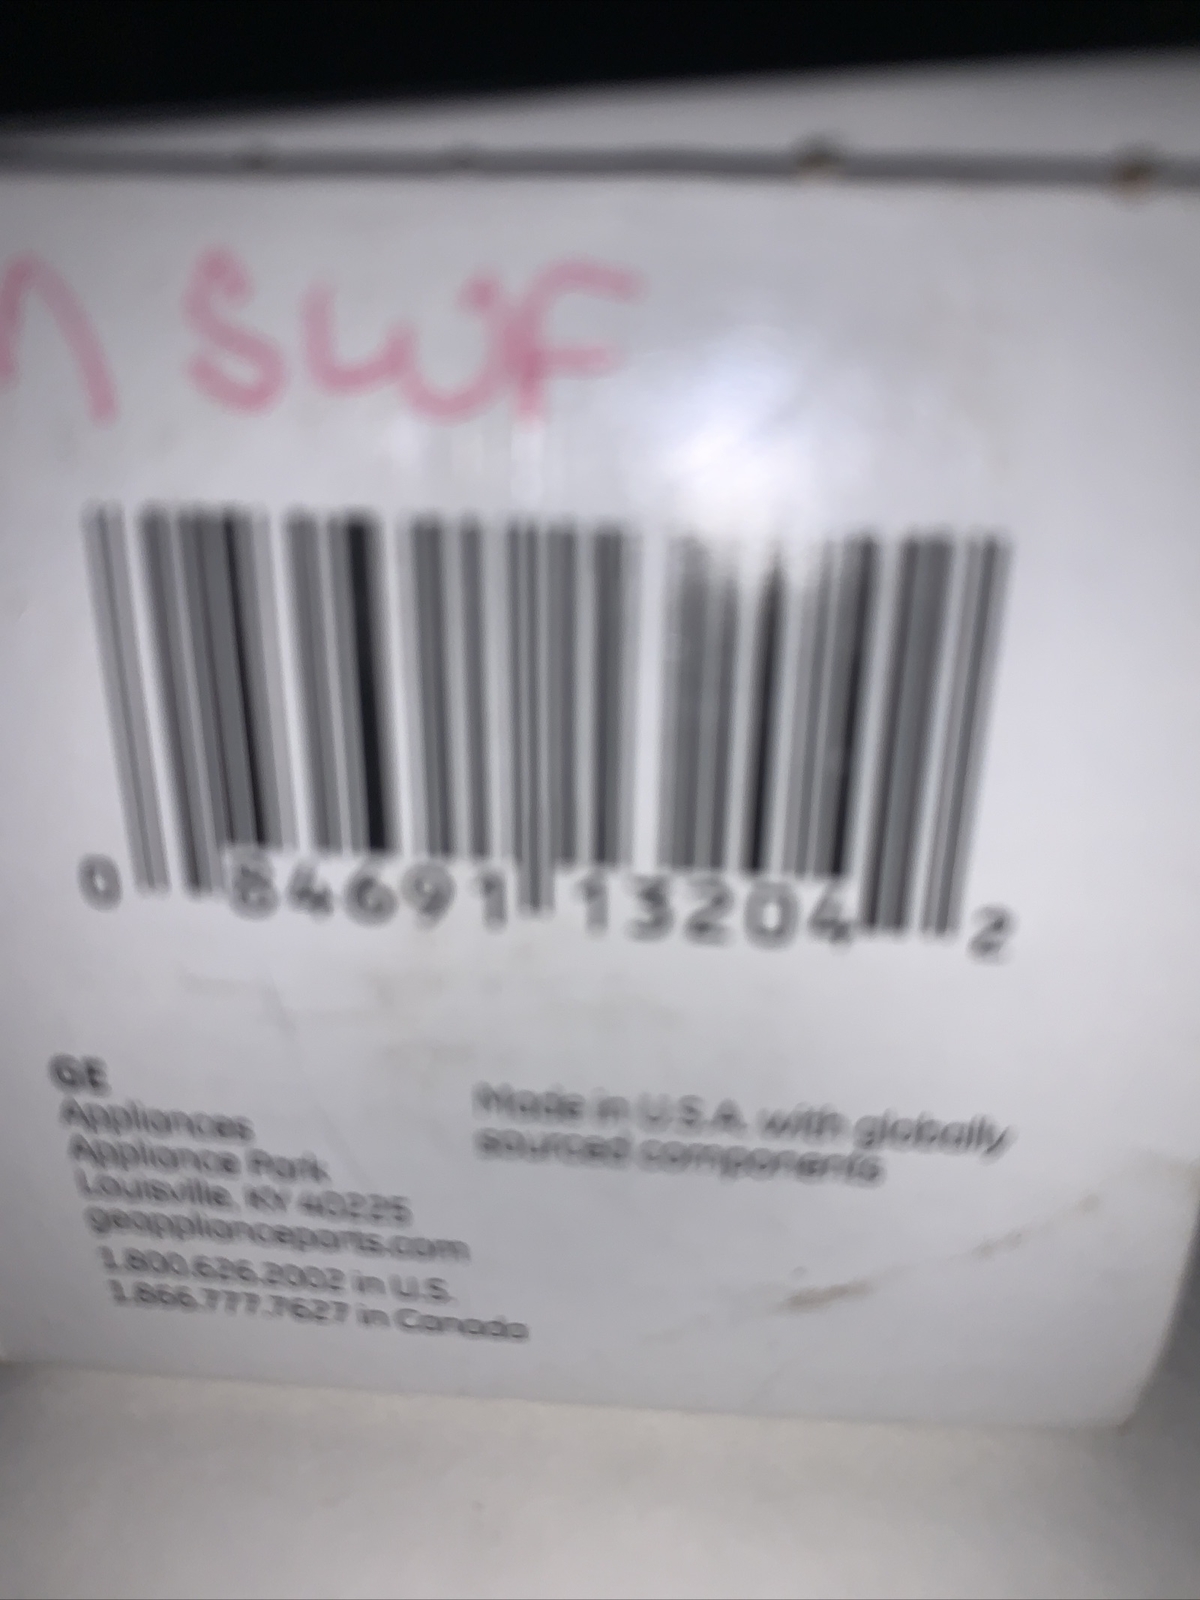 SWF
0 84691 13204 2
GE
Appliances
Appliance Park
Louisville, KY 40225
geapplianceparts.com
1.800.626.2002 in U.S.
1.866.777.7627 in Canada
Made in U.S.A. with globally
sourced components